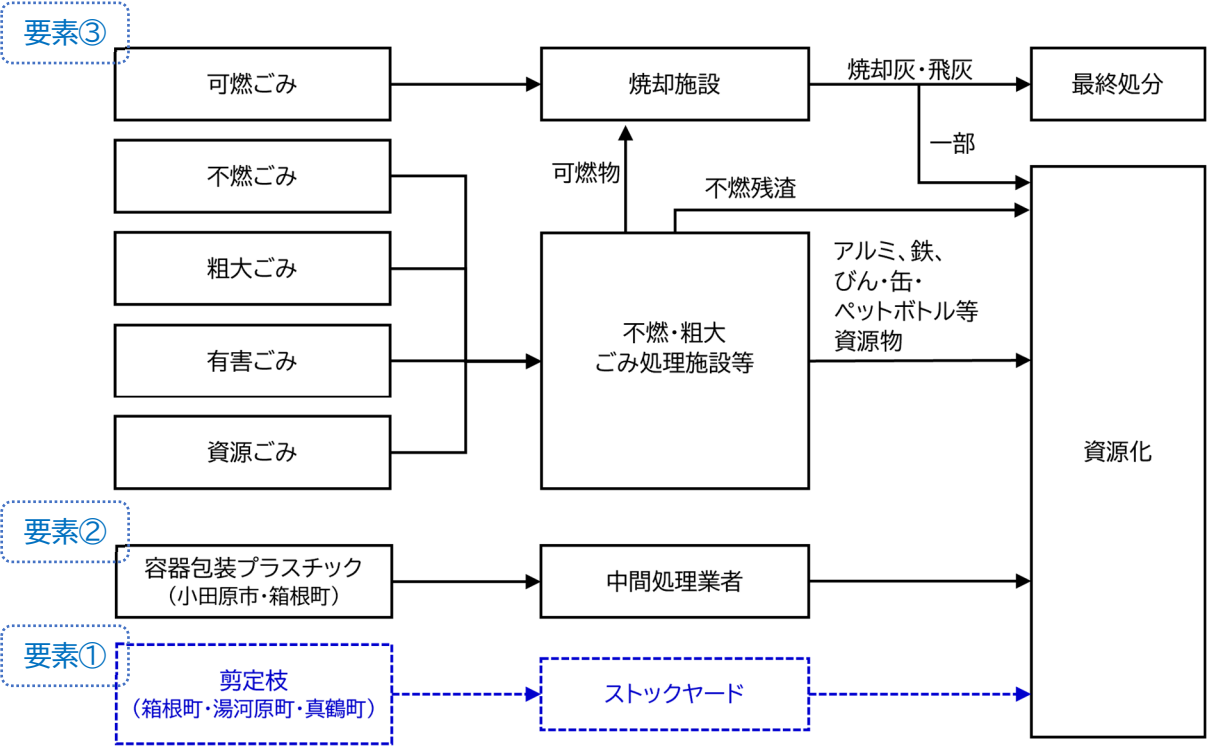 要素③
可燃ごみ
焼却施設
焼却灰・飛灰
最終処分
一部
不燃ごみ
可燃物
不燃残渣
粗大ごみ
アルミ、鉄、
びん・缶・
ペットボトル等
資源物
不燃・粗大
ごみ処理施設等
有害ごみ
資源ごみ
資源化
要素②
容器包装プラスチック
（小田原市・箱根町）
中間処理業者
要素①
剪定枝
（箱根町・湯河原町・真鶴町）
ストックヤード